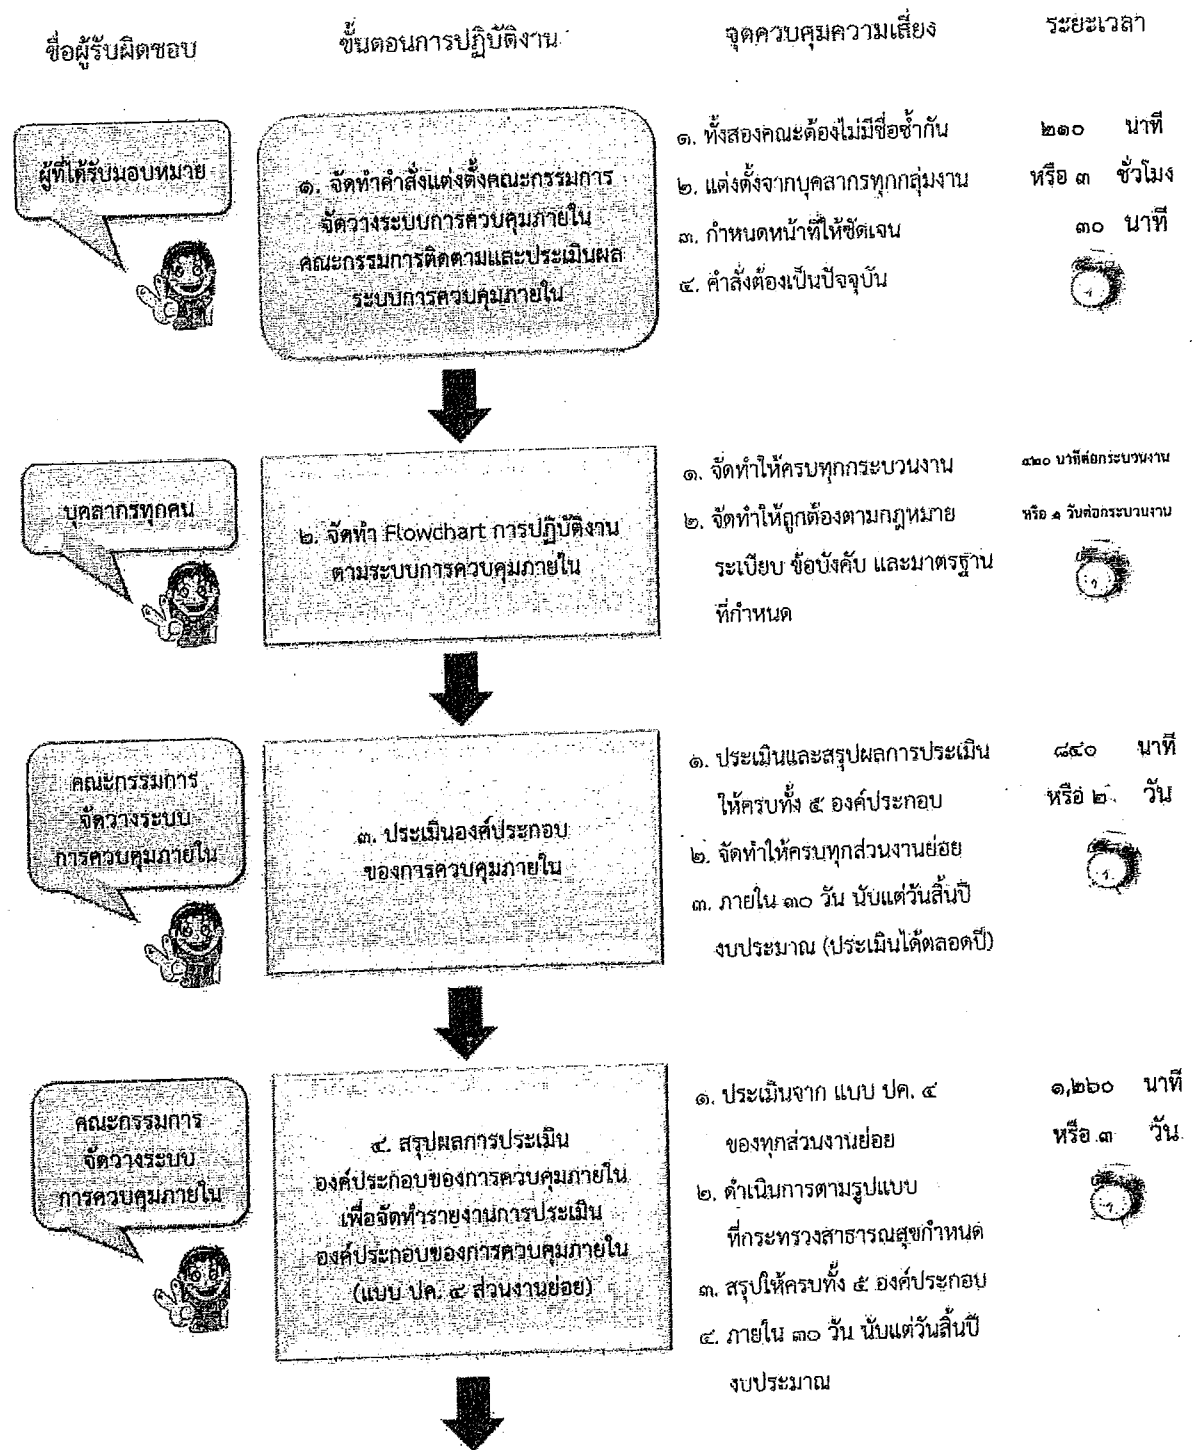 ชื่อผู้รับผิดชอบ
ขั้นตอนการปฏิบัติงาน
จุดควบคุมความเสี่ยง
ระยะเวลา
ผู้ที่ได้รับมอบหมาย
๑. จัดทำคำสั่งแต่งตั้งคณะกรรมการ
จัดวางระบบการควบคุมภายใน
คณะกรรมการติดตามและประเมินผล
ระบบการควบคุมภายใน
๑. ทั้งสองคณะต้องไม่มีชื่อซ้ำกัน
๒. แต่งตั้งจากบุคลากรทุกกลุ่มงาน
๓. กำหนดหน้าที่ให้ชัดเจน
๔. คำสั่งต้องเป็นปัจจุบัน
๒๑๐ นาที
หรือ ๓ ชั่วโมง
๓๐ นาที
บุคลากรทุกคน
๒. จัดทำ Flowchart การปฏิบัติงาน
ตามระบบการควบคุมภายใน
๑. จัดทำให้ครบทุกกระบวนงาน
๒. จัดทำให้ถูกต้องตามกฎหมาย
ระเบียบ ข้อบังคับ และมาตรฐาน
ที่กำหนด
๔๒๐ นาทีต่อกระบวนงาน
หรือ ๑ วันต่อกระบวนงาน
คณะกรรมการ
จัดวางระบบ
การควบคุมภายใน
๓. ประเมินองค์ประกอบ
ของการควบคุมภายใน
๑. ประเมินและสรุปผลการประเมิน
ให้ครบทั้ง ๕ องค์ประกอบ
๒. จัดทำให้ครบทุกส่วนงานย่อย
๓. ภายใน ๓๐ วัน นับแต่วันสิ้นปี
งบประมาณ (ประเมินได้ตลอดปี)
๘๔๐ นาที
หรือ ๒ วัน
คณะกรรมการ
จัดวางระบบ
การควบคุมภายใน
๔. สรุปผลการประเมิน
องค์ประกอบของการควบคุมภายใน
เพื่อจัดทำรายงานการประเมิน
องค์ประกอบของการควบคุมภายใน
(แบบ ปค. ๔ ส่วนงานย่อย)
๑. ประเมินจาก แบบ ปค. ๔
ของทุกส่วนงานย่อย
๒. ดำเนินการตามรูปแบบ
ที่กระทรวงสาธารณสุขกำหนด
๓. สรุปให้ครบทั้ง ๕ องค์ประกอบ
๔. ภายใน ๓๐ วัน นับแต่วันสิ้นปี
งบประมาณ
๑,๒๖๐ นาที
หรือ ๓ วัน